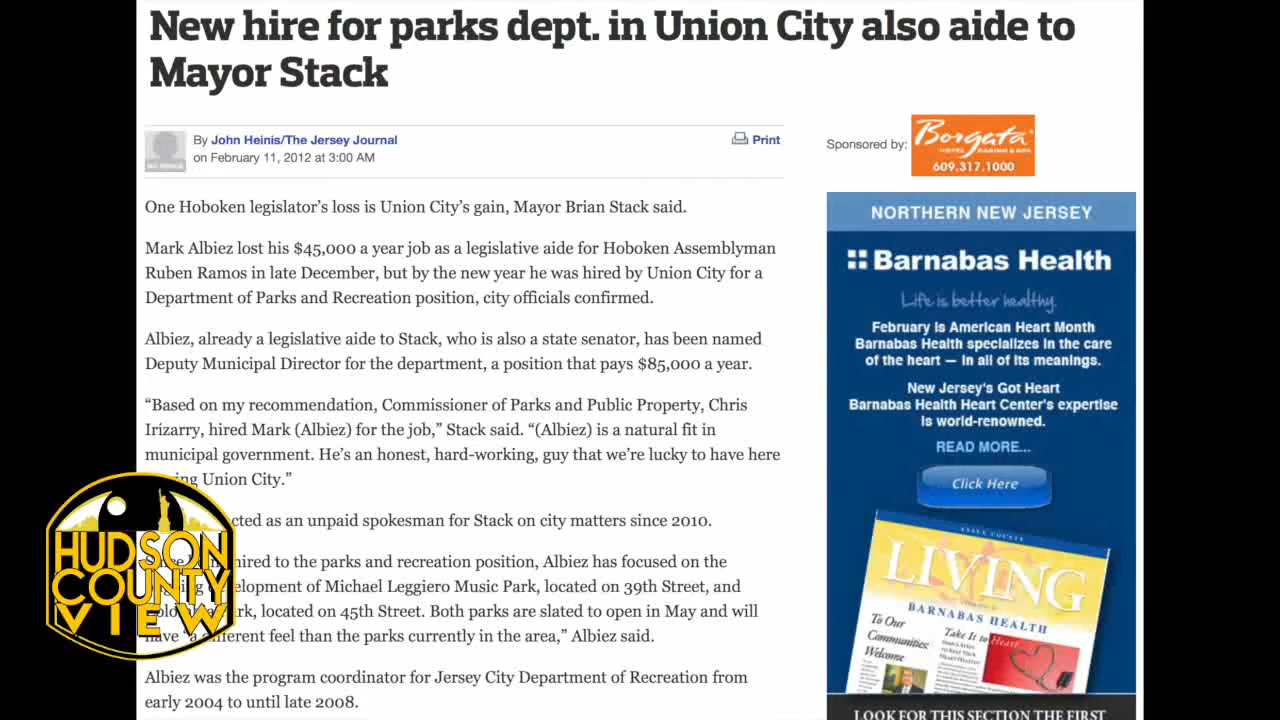 New hire for parks dept. in Union City also aide to
Mayor Stack
By John Heinis/The Jersey Journal
on February 11, 2012 at 3:00 AM
Print
Sponsored by:
Borgata
HOTEL CASINO & SPA
609.317.1000
One Hoboken legislator’s loss is Union City’s gain, Mayor Brian Stack said.
Mark Albiez lost his $45,000 a year job as a legislative aide for Hoboken Assemblyman
Ruben Ramos in late December, but by the new year he was hired by Union City for a
Department of Parks and Recreation position, city officials confirmed.
Albiez, already a legislative aide to Stack, who is also a state senator, has been named
Deputy Municipal Director for the department, a position that pays $85,000 a year.
“Based on my recommendation, Commissioner of Parks and Public Property, Chris
Irizarry, hired Mark (Albiez) for the job,” Stack said. “(Albiez) is a natural fit in
municipal government. He’s an honest, hard-working, guy that we’re lucky to have here
Union City.”
as an unpaid spokesman for Stack on city matters since 2010.
hired to the parks and recreation position, Albiez has focused on the
of Michael Leggiero Music Park, located on 39th Street, and
located on 45th Street. Both parks are slated to open in May and will
have “a different feel than the parks currently in the area,” Albiez said.
Albiez was the program coordinator for Jersey City Department of Recreation from
early 2004 to until late 2008.
HUDSON
COUNTY
VIEW
NORTHERN NEW JERSEY
Barnabas Health
Life is better healthy.
February is American Heart Month
Barnabas Health specializes in the care
of the heart — in all of its meanings.
New Jersey's Got Heart
Barnabas Health Heart Center's expertise
is world-renowned.
READ MORE...
Click Here
ESSEX COUNTY
LIVING
BARNABAS HEALTH
To Our
Communities:
Welcome
Take It to Heart
LOOK FOR THIS SECTION THE FIRST